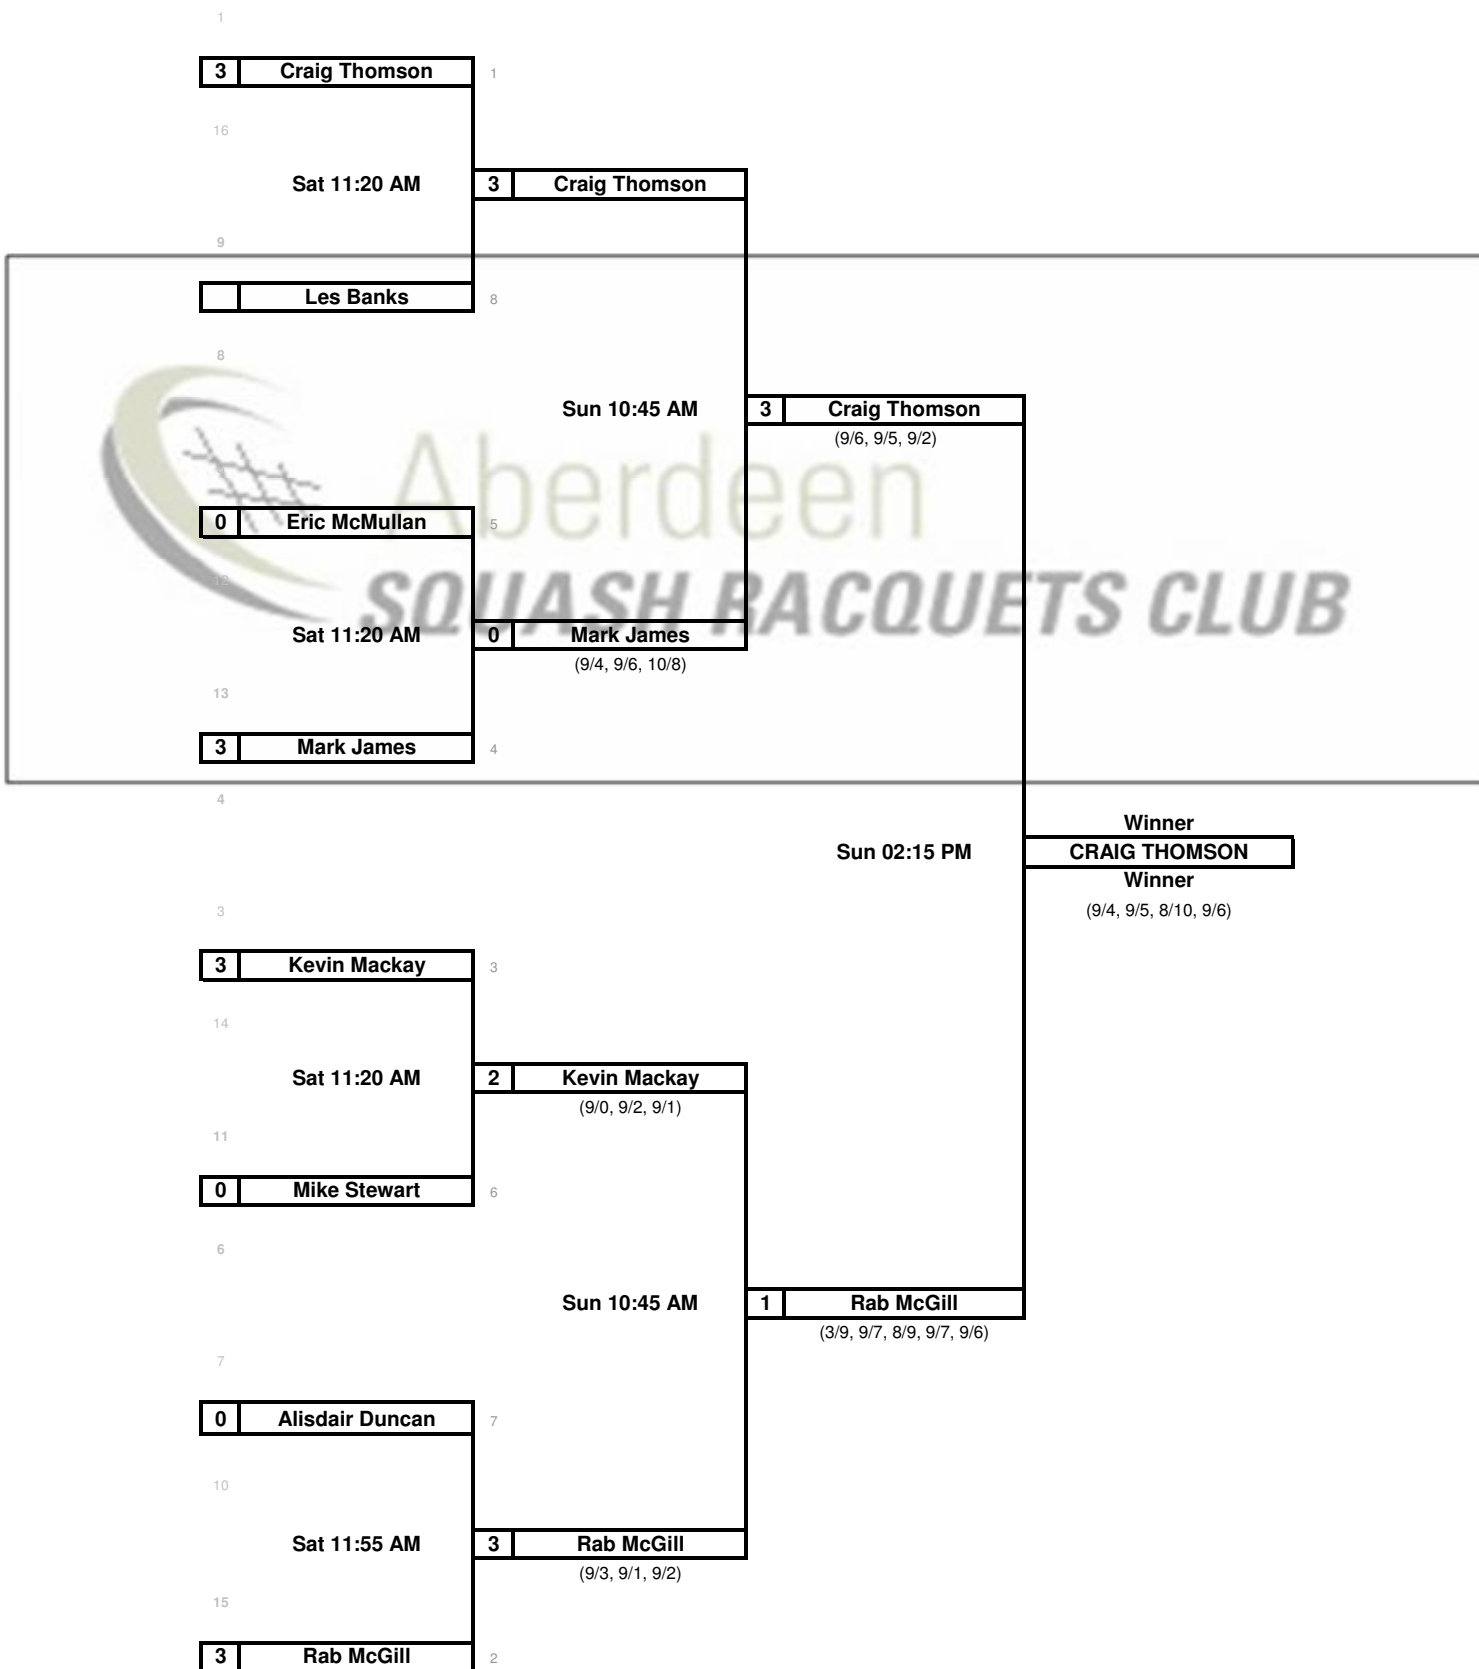 1
3 Craig Thomson 1
16
Sat 11:20 AM 3 Craig Thomson
9
Les Banks 8
8
Sun 10:45 AM 3 Craig Thomson
(9/6, 9/5, 9/2)
Aberdeen
0 Eric McMullan 5
12
SQUASH RACQUETS CLUB
Sat 11:20 AM 0 Mark James
(9/4, 9/6, 10/8)
13
3 Mark James 4
4
Winner
Sun 02:15 PM CRAIG THOMSON
Winner
(9/4, 9/5, 8/10, 9/6)
3
3 Kevin Mackay 3
14
Sat 11:20 AM 2 Kevin Mackay
(9/0, 9/2, 9/1)
11
0 Mike Stewart 6
6
Sun 10:45 AM 1 Rab McGill
(3/9, 9/7, 8/9, 9/7, 9/6)
7
0 Alisdair Duncan 7
10
Sat 11:55 AM 3 Rab McGill
(9/3, 9/1, 9/2)
15
3 Rab McGill 2